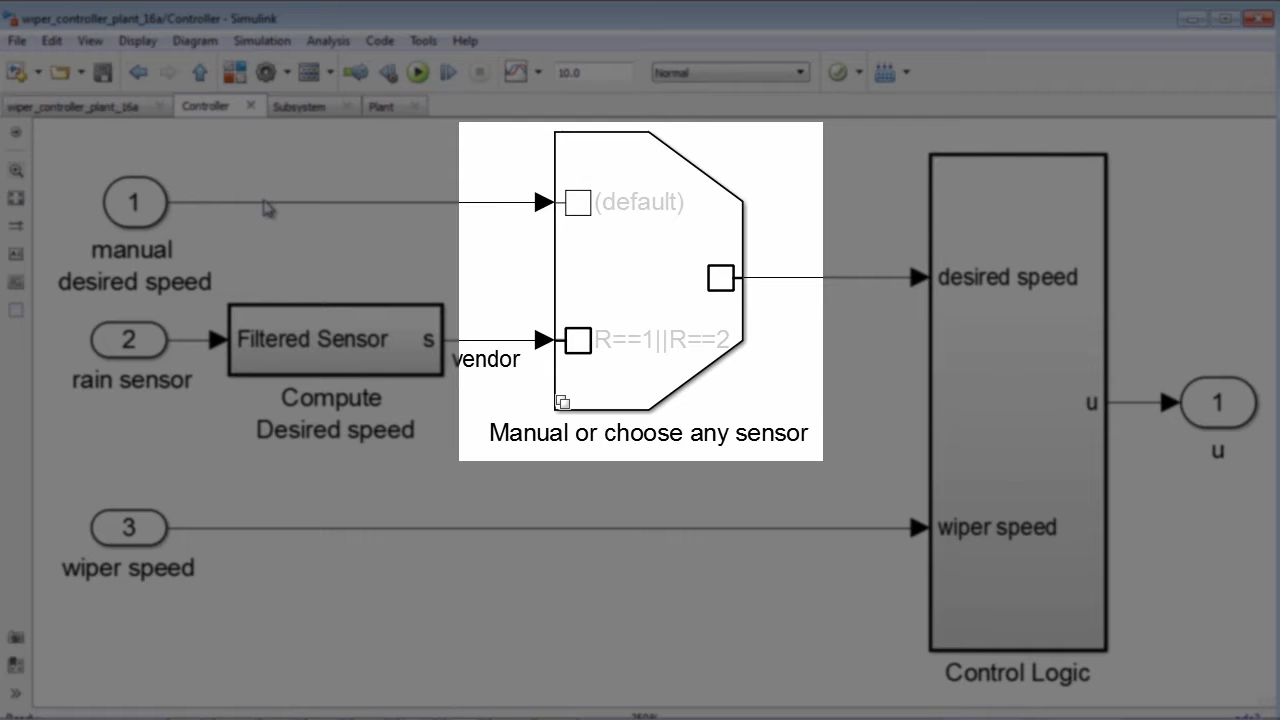 wiper_controller_plant_16a/Controller - Simulink
File Edit View Display Diagram Simulation Analysis Code Tools Help
10.0 Normal
wiper_controller_plant_16a Controller Subsystem Plant
1
manual
desired speed
(default)
desired speed
2
rain sensor
Filtered Sensor s
vendor
R==1||R==2
Compute
Desired speed
Manual or choose any sensor
u
1
u
3
wiper speed
wiper speed
Control Logic